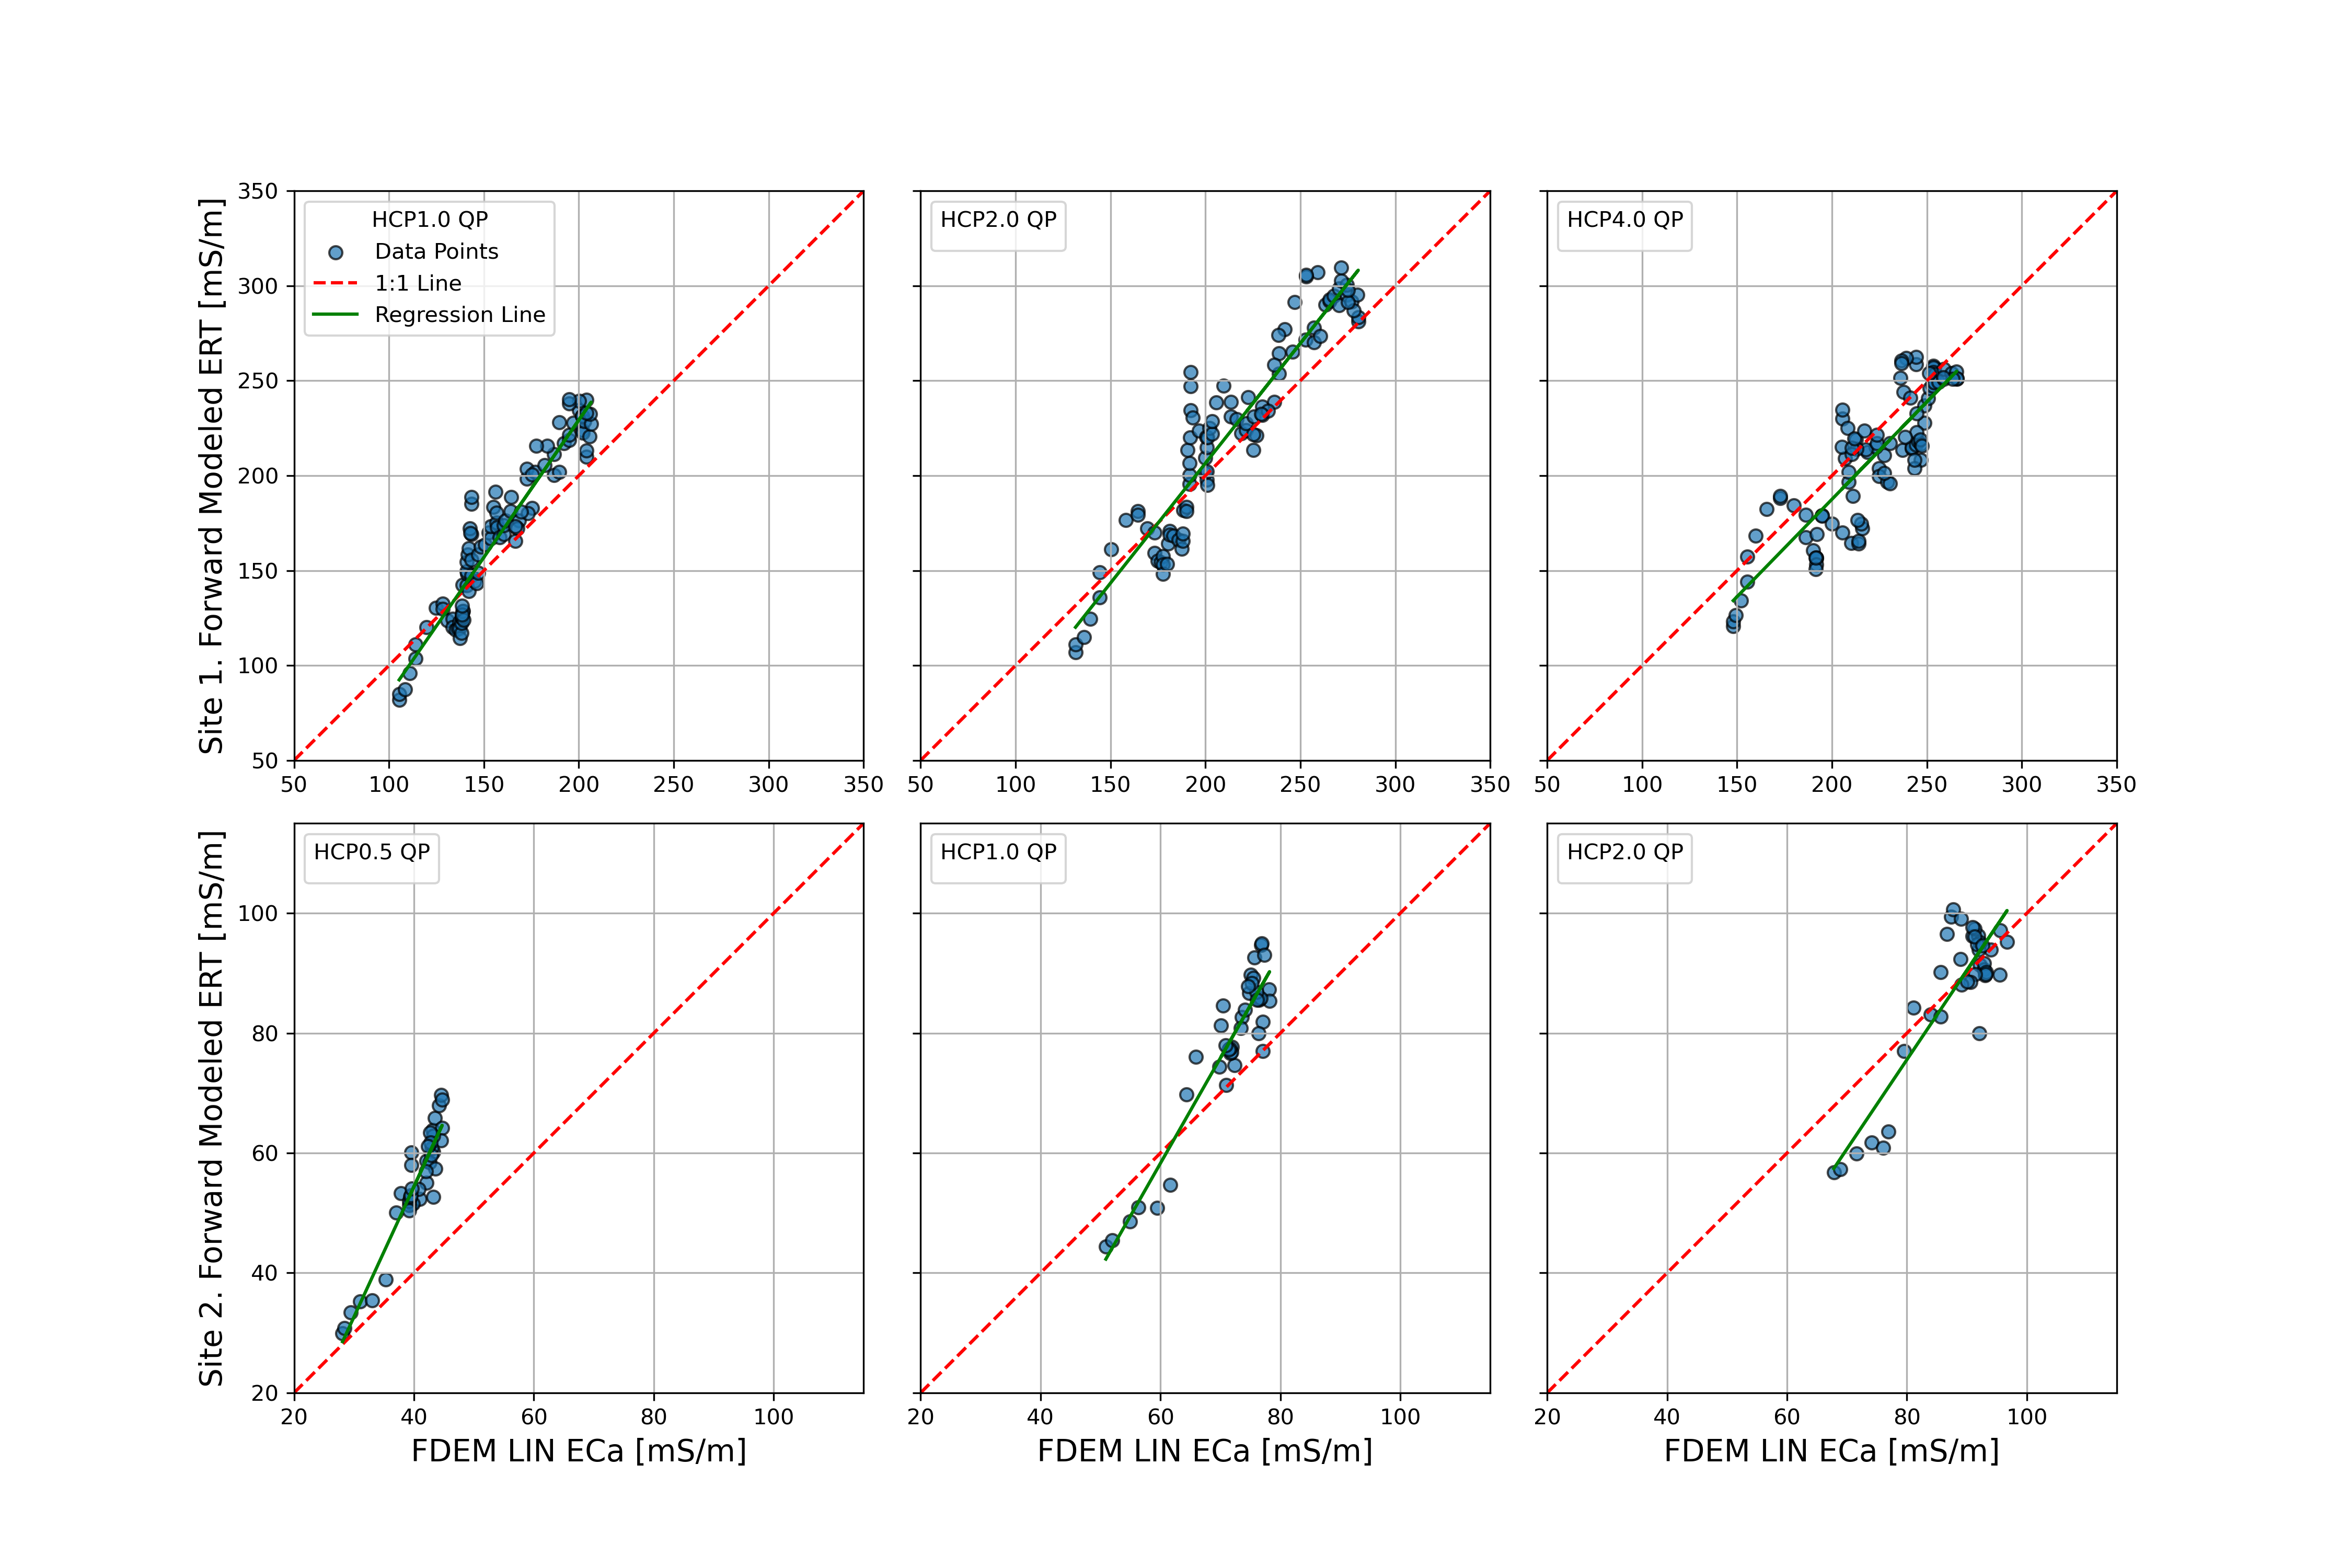 Site 1. Forward Modeled ERT [mS/m]
350
300
250
200
150
100
50
HCP1.0 QP
Data Points
1:1 Line
Regression Line
50 100 150 200 250 300 350
HCP2.0 QP
50 100 150 200 250 300 350
HCP4.0 QP
50 100 150 200 250 300 350
Site 2. Forward Modeled ERT [mS/m]
100
80
60
40
20
HCP0.5 QP
20 40 60 80 100
FDEM LIN ECa [mS/m]
HCP1.0 QP
20 40 60 80 100
FDEM LIN ECa [mS/m]
HCP2.0 QP
20 40 60 80 100
FDEM LIN ECa [mS/m]